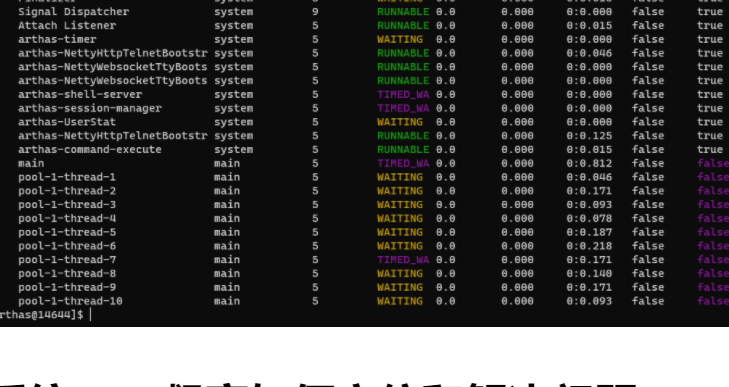 Signal Dispatcher system 9 RUNNABLE 0.0 0.000 0:0.000 false true
Attach Listener system 5 RUNNABLE 0.0 0.000 0:0.015 false true
arthas-timer system 5 WAITING 0.0 0.000 0:0.000 false true
arthas-NettyHttpTelnetBootstr system 5 RUNNABLE 0.0 0.000 0:0.046 false true
arthas-NettyWebsocketTtyBoots system 5 RUNNABLE 0.0 0.000 0:0.000 false true
arthas-NettyWebsocketTtyBoots system 5 RUNNABLE 0.0 0.000 0:0.000 false true
arthas-shell-server system 5 TIMED_WA 0.0 0.000 0:0.000 false true
arthas-session-manager system 5 TIMED_WA 0.0 0.000 0:0.000 false true
arthas-UserStat system 5 WAITING 0.0 0.000 0:0.000 false true
arthas-NettyHttpTelnetBootstr system 5 RUNNABLE 0.0 0.000 0:0.125 false true
arthas-command-execute system 5 RUNNABLE 0.0 0.000 0:0.015 false true
main main 5 TIMED_WA 0.0 0.000 0:0.812 false false
pool-1-thread-1 main 5 WAITING 0.0 0.000 0:0.046 false false
pool-1-thread-2 main 5 WAITING 0.0 0.000 0:0.171 false false
pool-1-thread-3 main 5 WAITING 0.0 0.000 0:0.093 false false
pool-1-thread-4 main 5 WAITING 0.0 0.000 0:0.078 false false
pool-1-thread-5 main 5 WAITING 0.0 0.000 0:0.187 false false
pool-1-thread-6 main 5 WAITING 0.0 0.000 0:0.218 false false
pool-1-thread-7 main 5 TIMED_WA 0.0 0.000 0:0.171 false false
pool-1-thread-8 main 5 WAITING 0.0 0.000 0:0.140 false false
pool-1-thread-9 main 5 WAITING 0.0 0.000 0:0.171 false false
pool-1-thread-10 main 5 WAITING 0.0 0.000 0:0.093 false false
rthas@14644]$